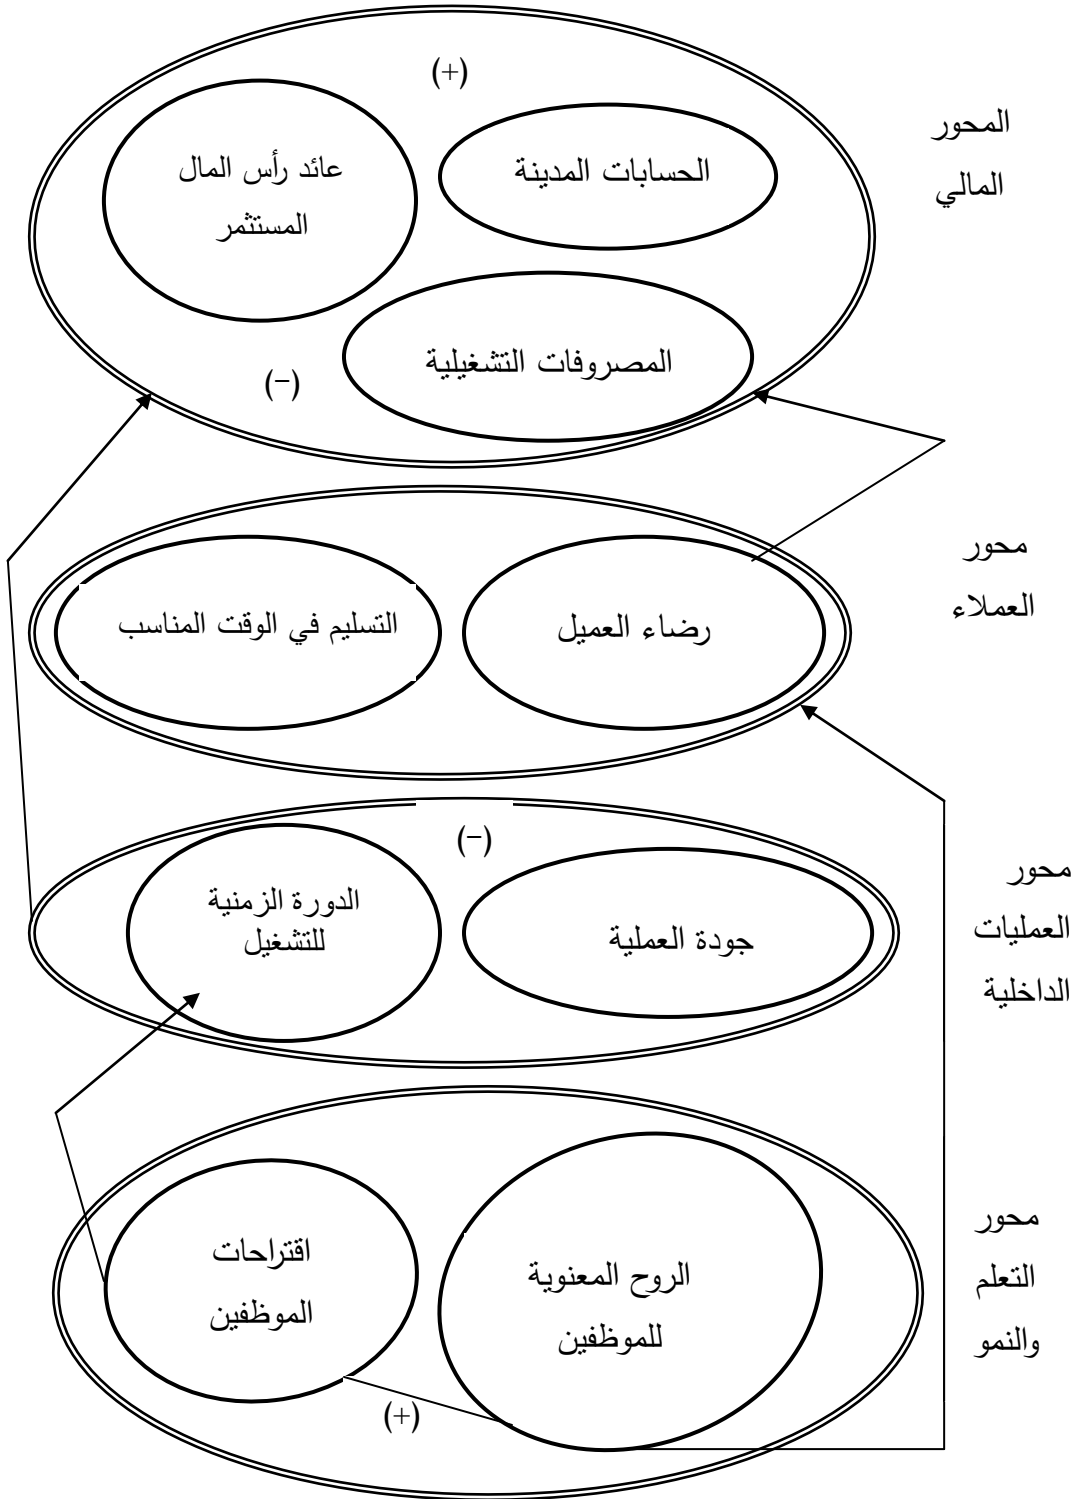 (+)
المحور
المالي
الحسابات المدينة
عائد رأس المال
المستثمر
المصروفات التشغيلية
(-)
محور
العملاء
رضاء العميل
التسليم في الوقت المناسب
(-)
محور
العمليات
الداخلية
جودة العملية
الدورة الزمنية
للتشغيل
محور
التعلم
والنمو
الروح المعنوية
للموظفين
اقتراحات
الموظفين
(+)